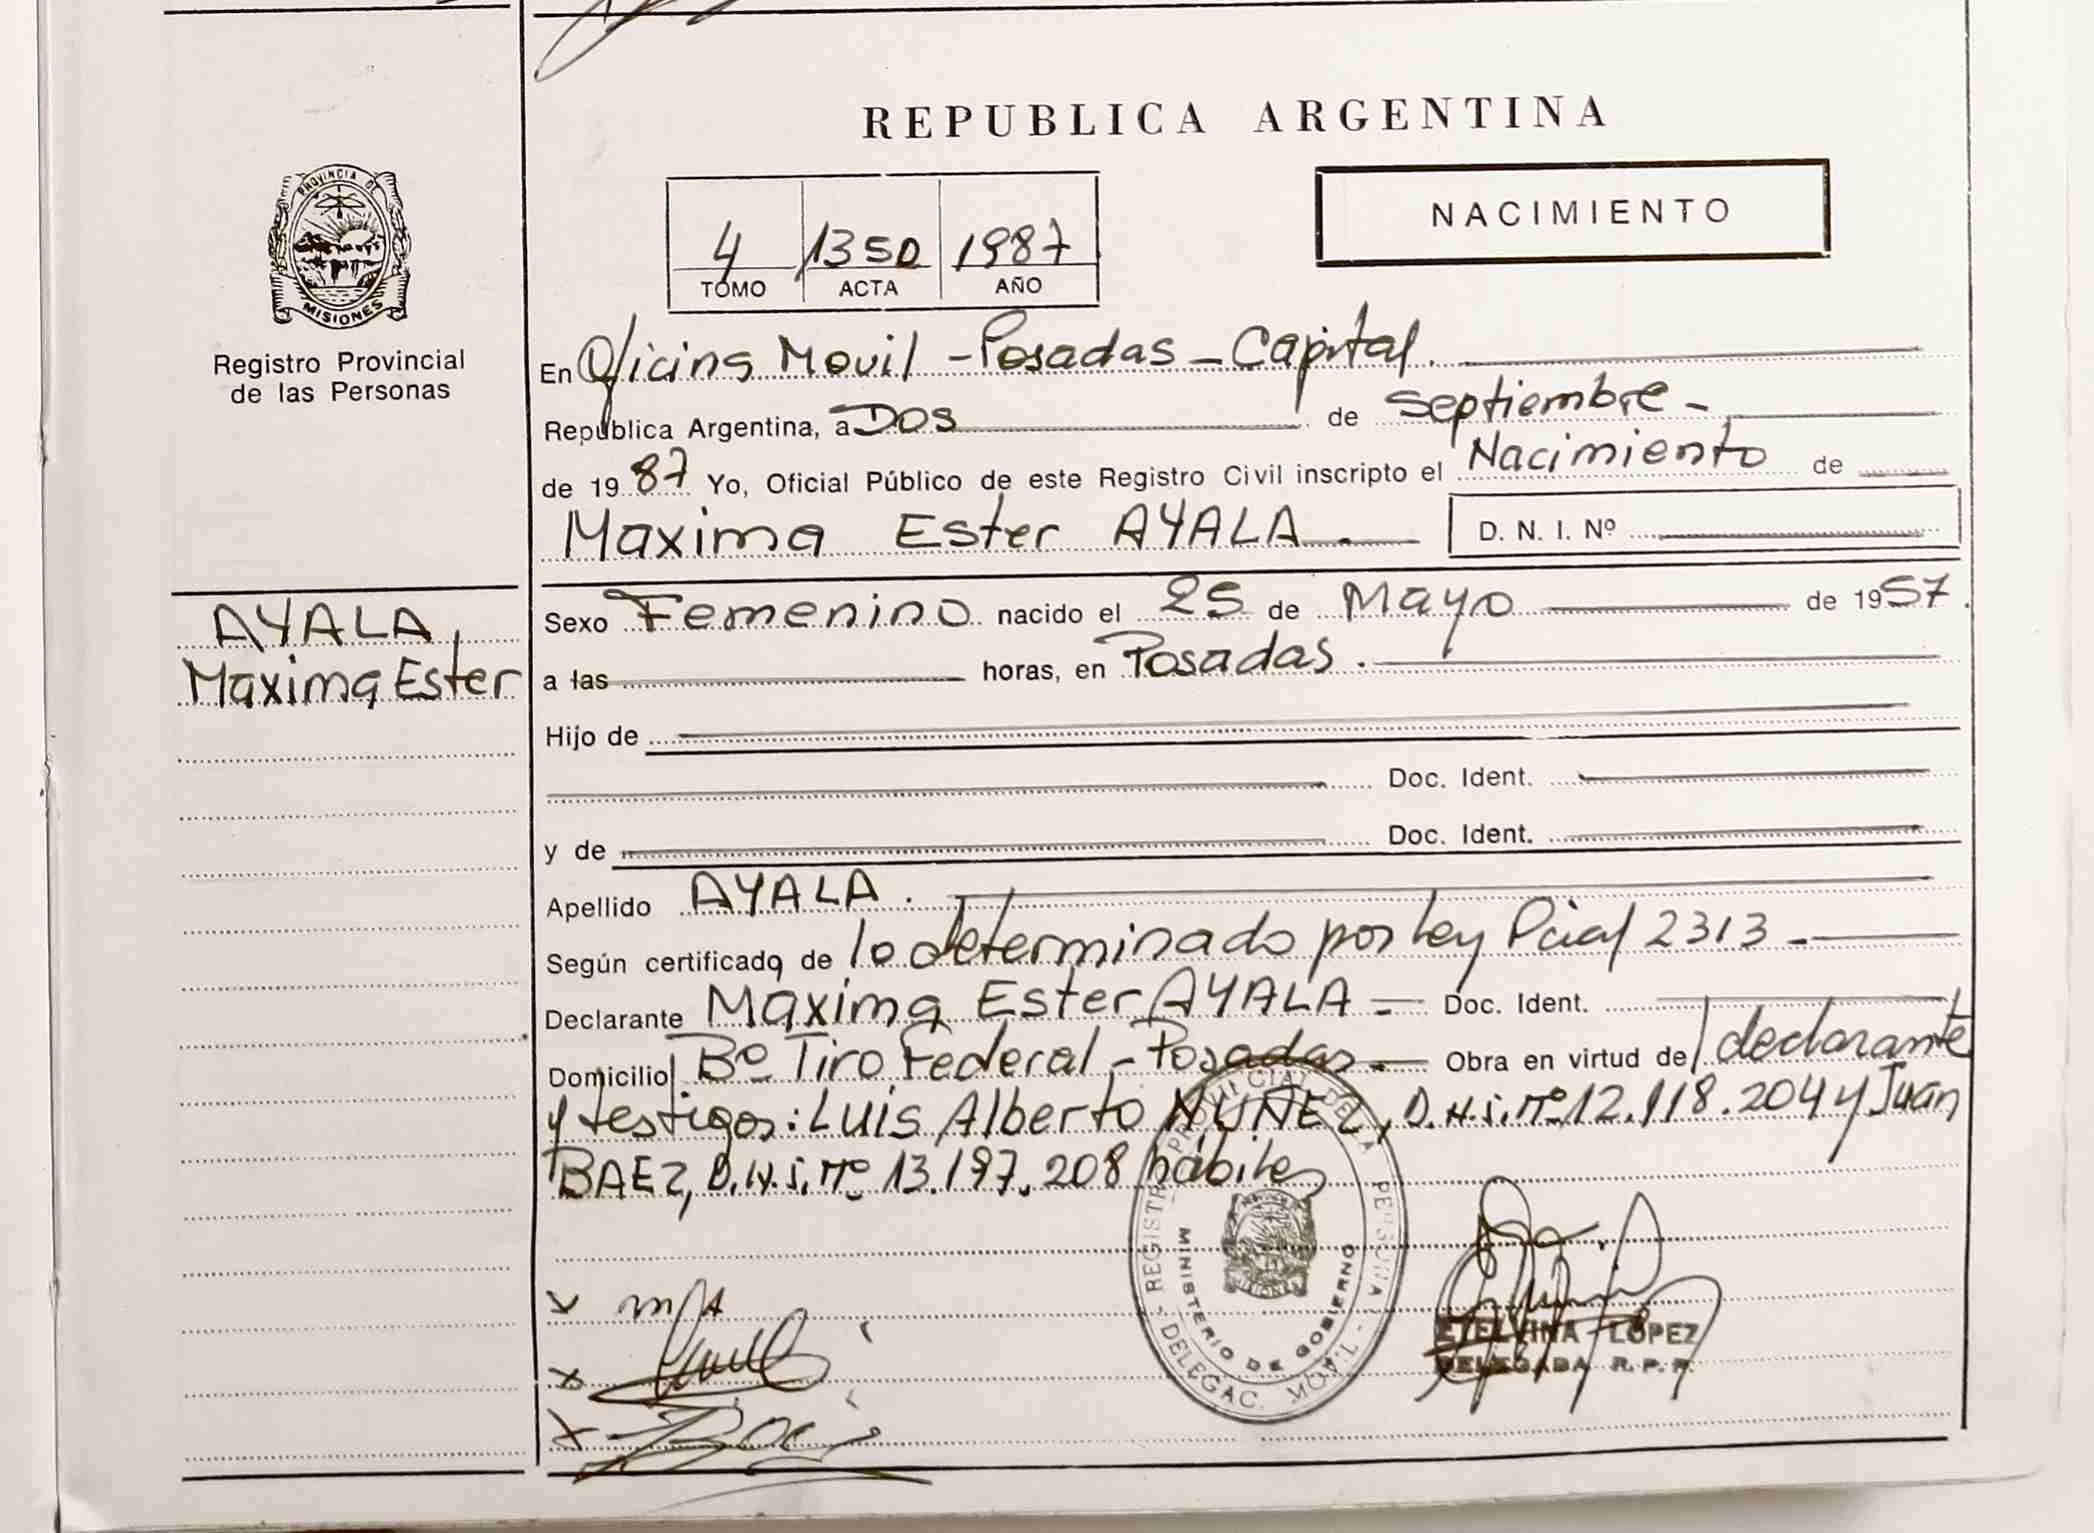 REPUBLICA ARGENTINA
NACIMIENTO
4 1350 1987
TOMO ACTA AÑO
PROVINCIA DE
MISIONES
Registro Provincial
de las Personas
En Oficina Movil - Posadas - Capital.
República Argentina, a Dos de septiembre -
de 1987 Yo, Oficial Público de este Registro Civil inscripto el Nacimiento de
Maxima Ester AYALA. D. N. I. Nº
AYALA,
Maxima Ester
Sexo Femenino nacido el 25 de Mayo de 1957.
a las horas, en Posadas.
Hijo de
Doc. Ident.
y de Doc. Ident.
Apellido AYALA.
Según certificado de lo determinado por Ley Pcial 2313 -
Declarante Maxima Ester AYALA = Doc. Ident.
Domicilio Bº Tiro Federal - Posadas. - Obra en virtud de declarante
y testigos: Luis Alberto NUÑEZ, D.N.I. Nº 12.118.204 y Juan
BAEZ, D.N.I. Nº 13.197.208 hábiles
REGISTRO PROVINCIAL DE LA PERSONA - DELEGAC. MOVIL -
MINISTERIO DE GOBIERNO
x
x
x
ETELVINA LOPEZ
DELEGADA R. P. P.